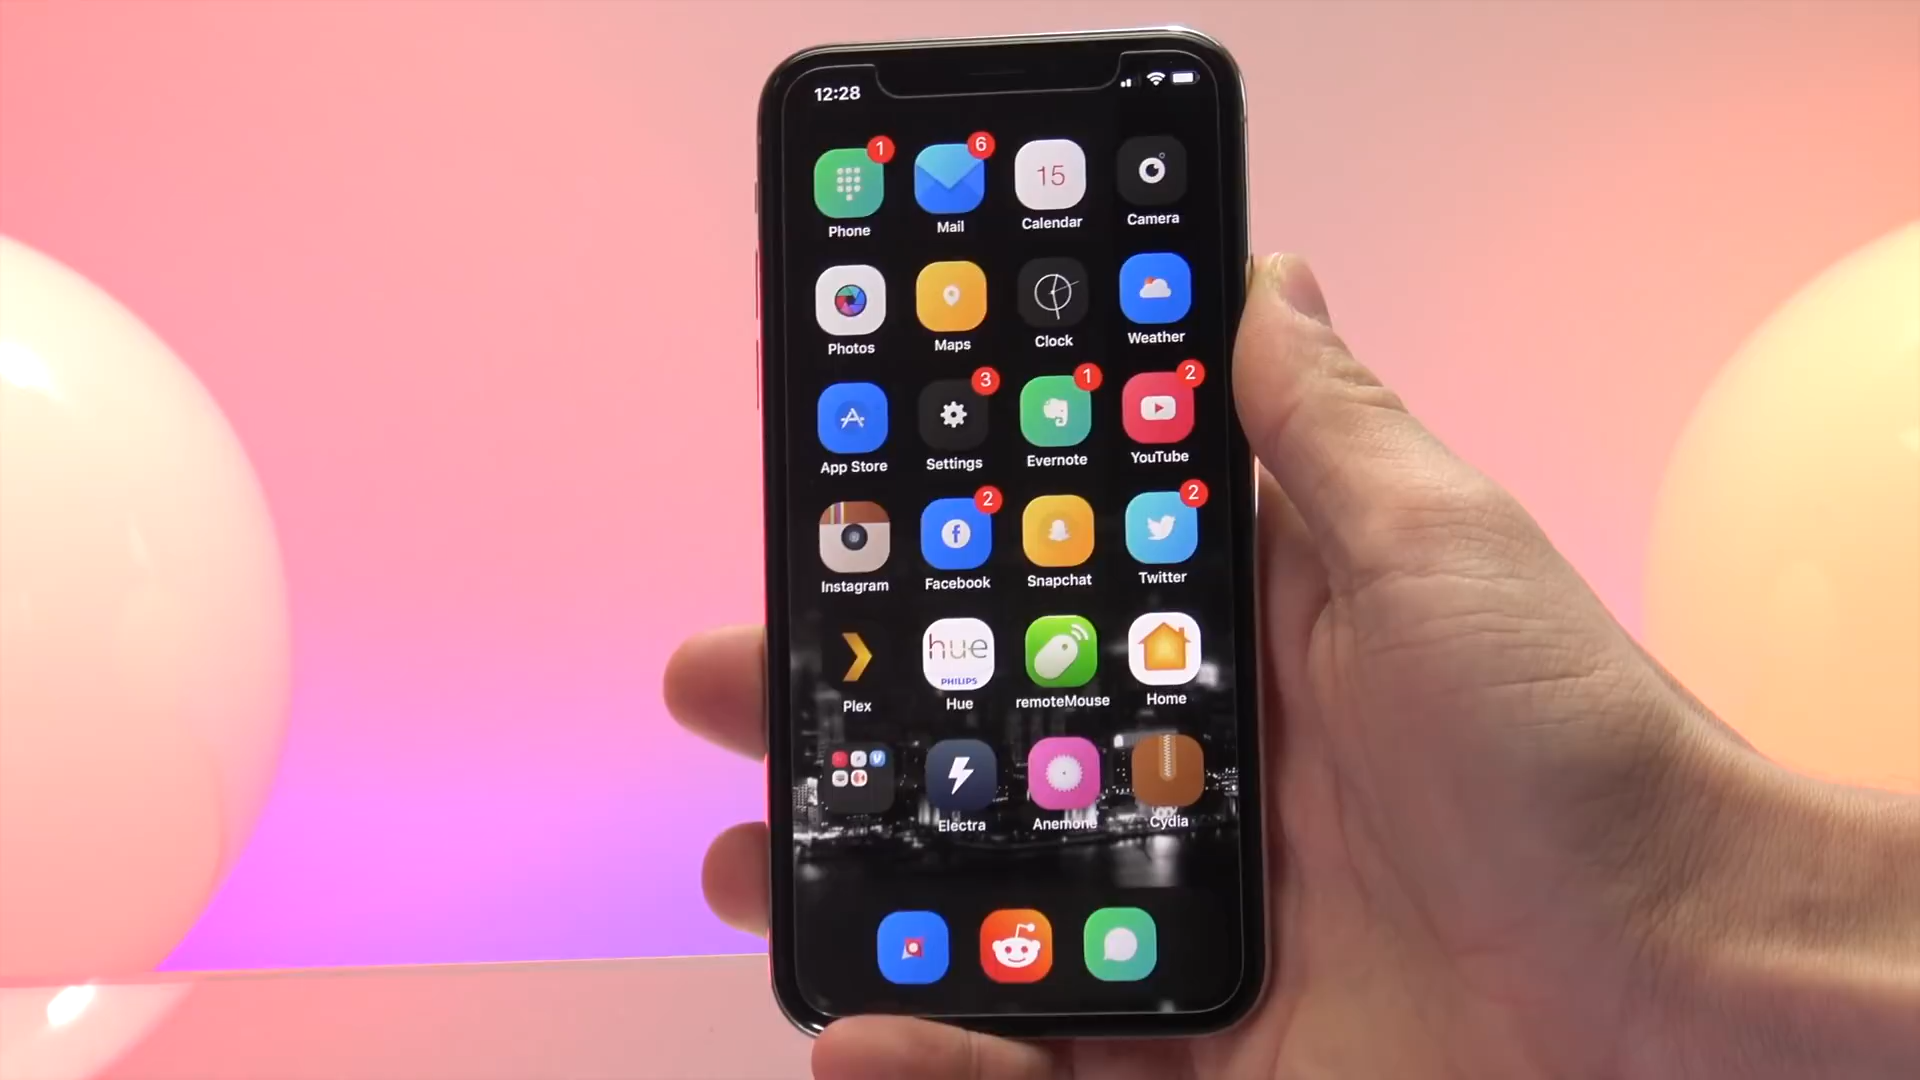 12:28
1 6 15
Phone Mail Calendar Camera
Photos Maps Clock Weather
3 1 2
App Store Settings Evernote YouTube
2 2
f
Instagram Facebook Snapchat Twitter
hue
PHILIPS
Plex Hue remoteMouse Home
Electra Anemone Cydia